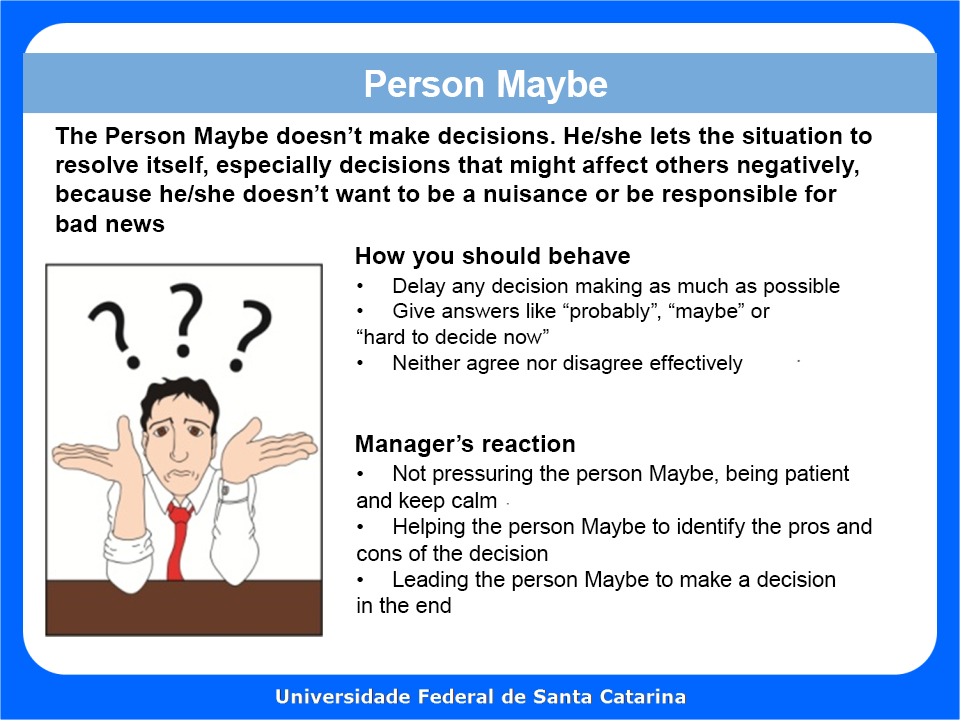 Person Maybe
The Person Maybe doesn’t make decisions. He/she lets the situation to
resolve itself, especially decisions that might affect others negatively,
because he/she doesn’t want to be a nuisance or be responsible for
bad news
? ? ?
How you should behave
• Delay any decision making as much as possible
• Give answers like “probably”, “maybe” or
“hard to decide now”
• Neither agree nor disagree effectively
Manager’s reaction
• Not pressuring the person Maybe, being patient
and keep calm
• Helping the person Maybe to identify the pros and
cons of the decision
• Leading the person Maybe to make a decision
in the end
Universidade Federal de Santa Catarina